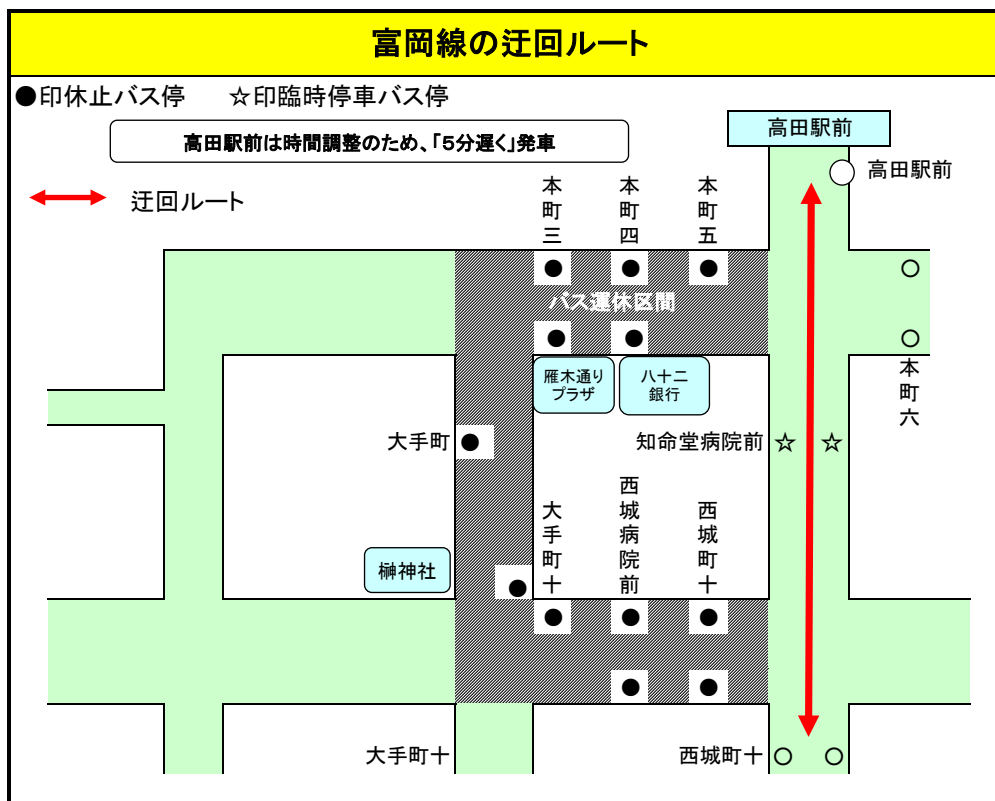 富岡線の迂回ルート
●印休止バス停 ☆印臨時停車バス停
高田駅前は時間調整のため、「5分遅く」発車
高田駅前
高田駅前
迂回ルート
本町三
本町四
本町五
バス運休区間
雁木通り
プラザ
八十二
銀行
本町六
大手町
知命堂病院前
大手町十
西城病院前
西城町十
榊神社
大手町十
西城町十